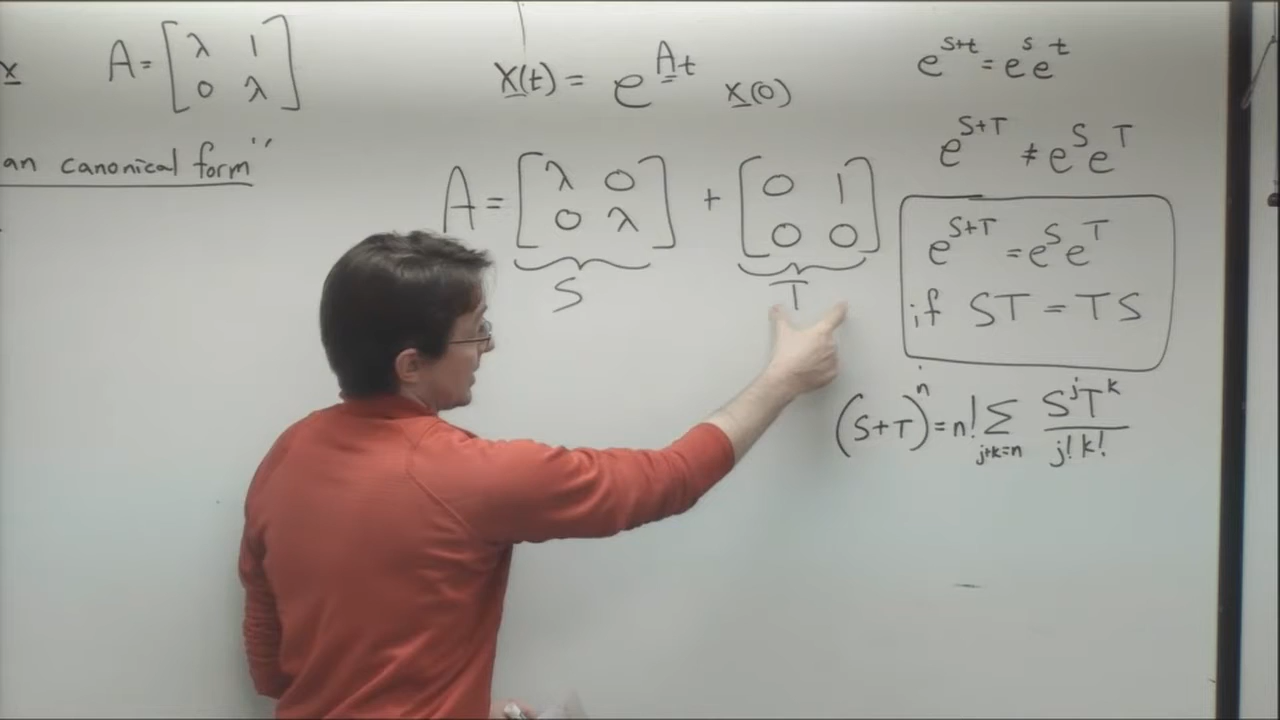 x A = [λ 1; 0 λ]
an canonical form"
x(t) = e^{At} x(0)
A = [λ 0; 0 λ] + [0 1; 0 0]
S T
e^{s+t} = e^s e^t
e^{S+T} ≠ e^S e^T
e^{S+T} = e^S e^T
if ST = TS
(S+T)^n = n! Σ_{j+k=n} S^j T^k / j! k!